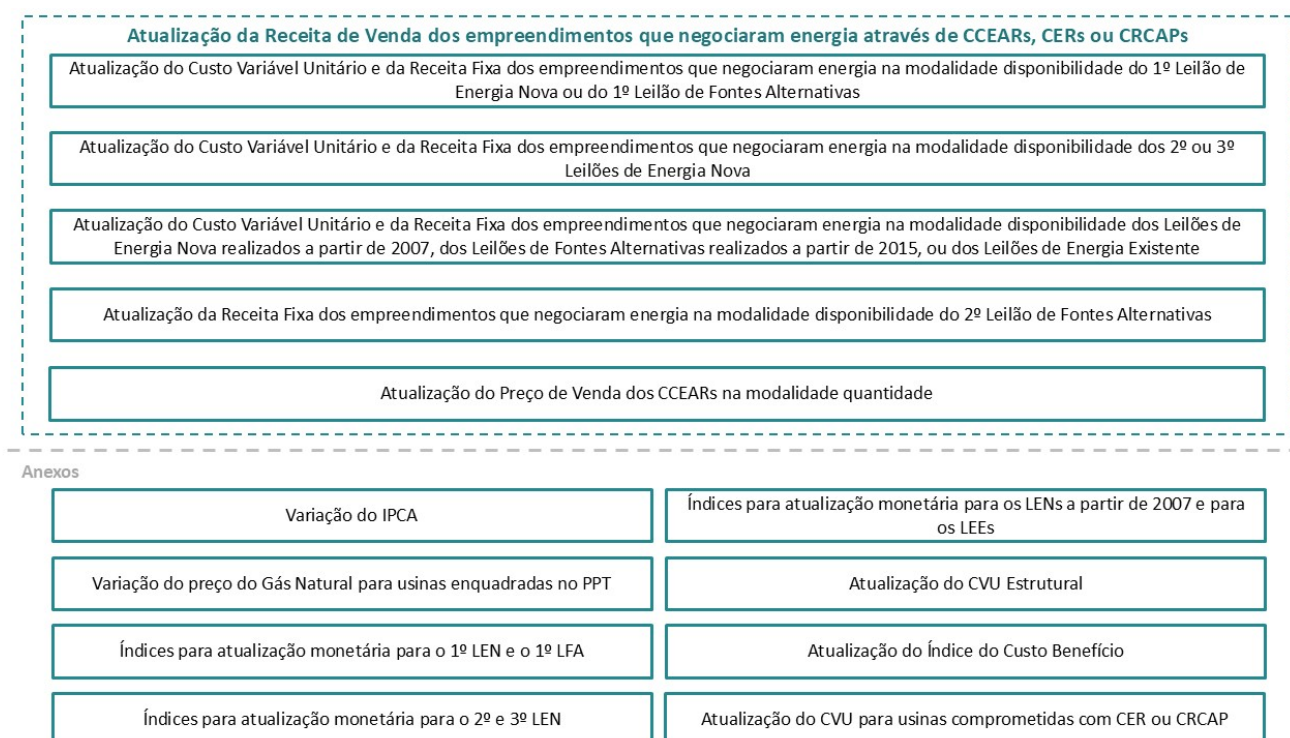 Atualização da Receita de Venda dos empreendimentos que negociaram energia através de CCEARs, CERs ou CRCAPs
Atualização do Custo Variável Unitário e da Receita Fixa dos empreendimentos que negociaram energia na modalidade disponibilidade do 1º Leilão de
Energia Nova ou do 1º Leilão de Fontes Alternativas
Atualização do Custo Variável Unitário e da Receita Fixa dos empreendimentos que negociaram energia na modalidade disponibilidade dos 2º ou 3º
Leilões de Energia Nova
Atualização do Custo Variável Unitário e da Receita Fixa dos empreendimentos que negociaram energia na modalidade disponibilidade dos Leilões de
Energia Nova realizados a partir de 2007, dos Leilões de Fontes Alternativas realizados a partir de 2015, ou dos Leilões de Energia Existente
Atualização da Receita Fixa dos empreendimentos que negociaram energia na modalidade disponibilidade do 2º Leilão de Fontes Alternativas
Atualização do Preço de Venda dos CCEARs na modalidade quantidade
Anexos
Variação do IPCA
Índices para atualização monetária para os LENs a partir de 2007 e para
os LEEs
Variação do preço do Gás Natural para usinas enquadradas no PPT
Atualização do CVU Estrutural
Índices para atualização monetária para o 1º LEN e o 1º LFA
Atualização do Índice do Custo Benefício
Índices para atualização monetária para o 2º e 3º LEN
Atualização do CVU para usinas comprometidas com CER ou CRCAP